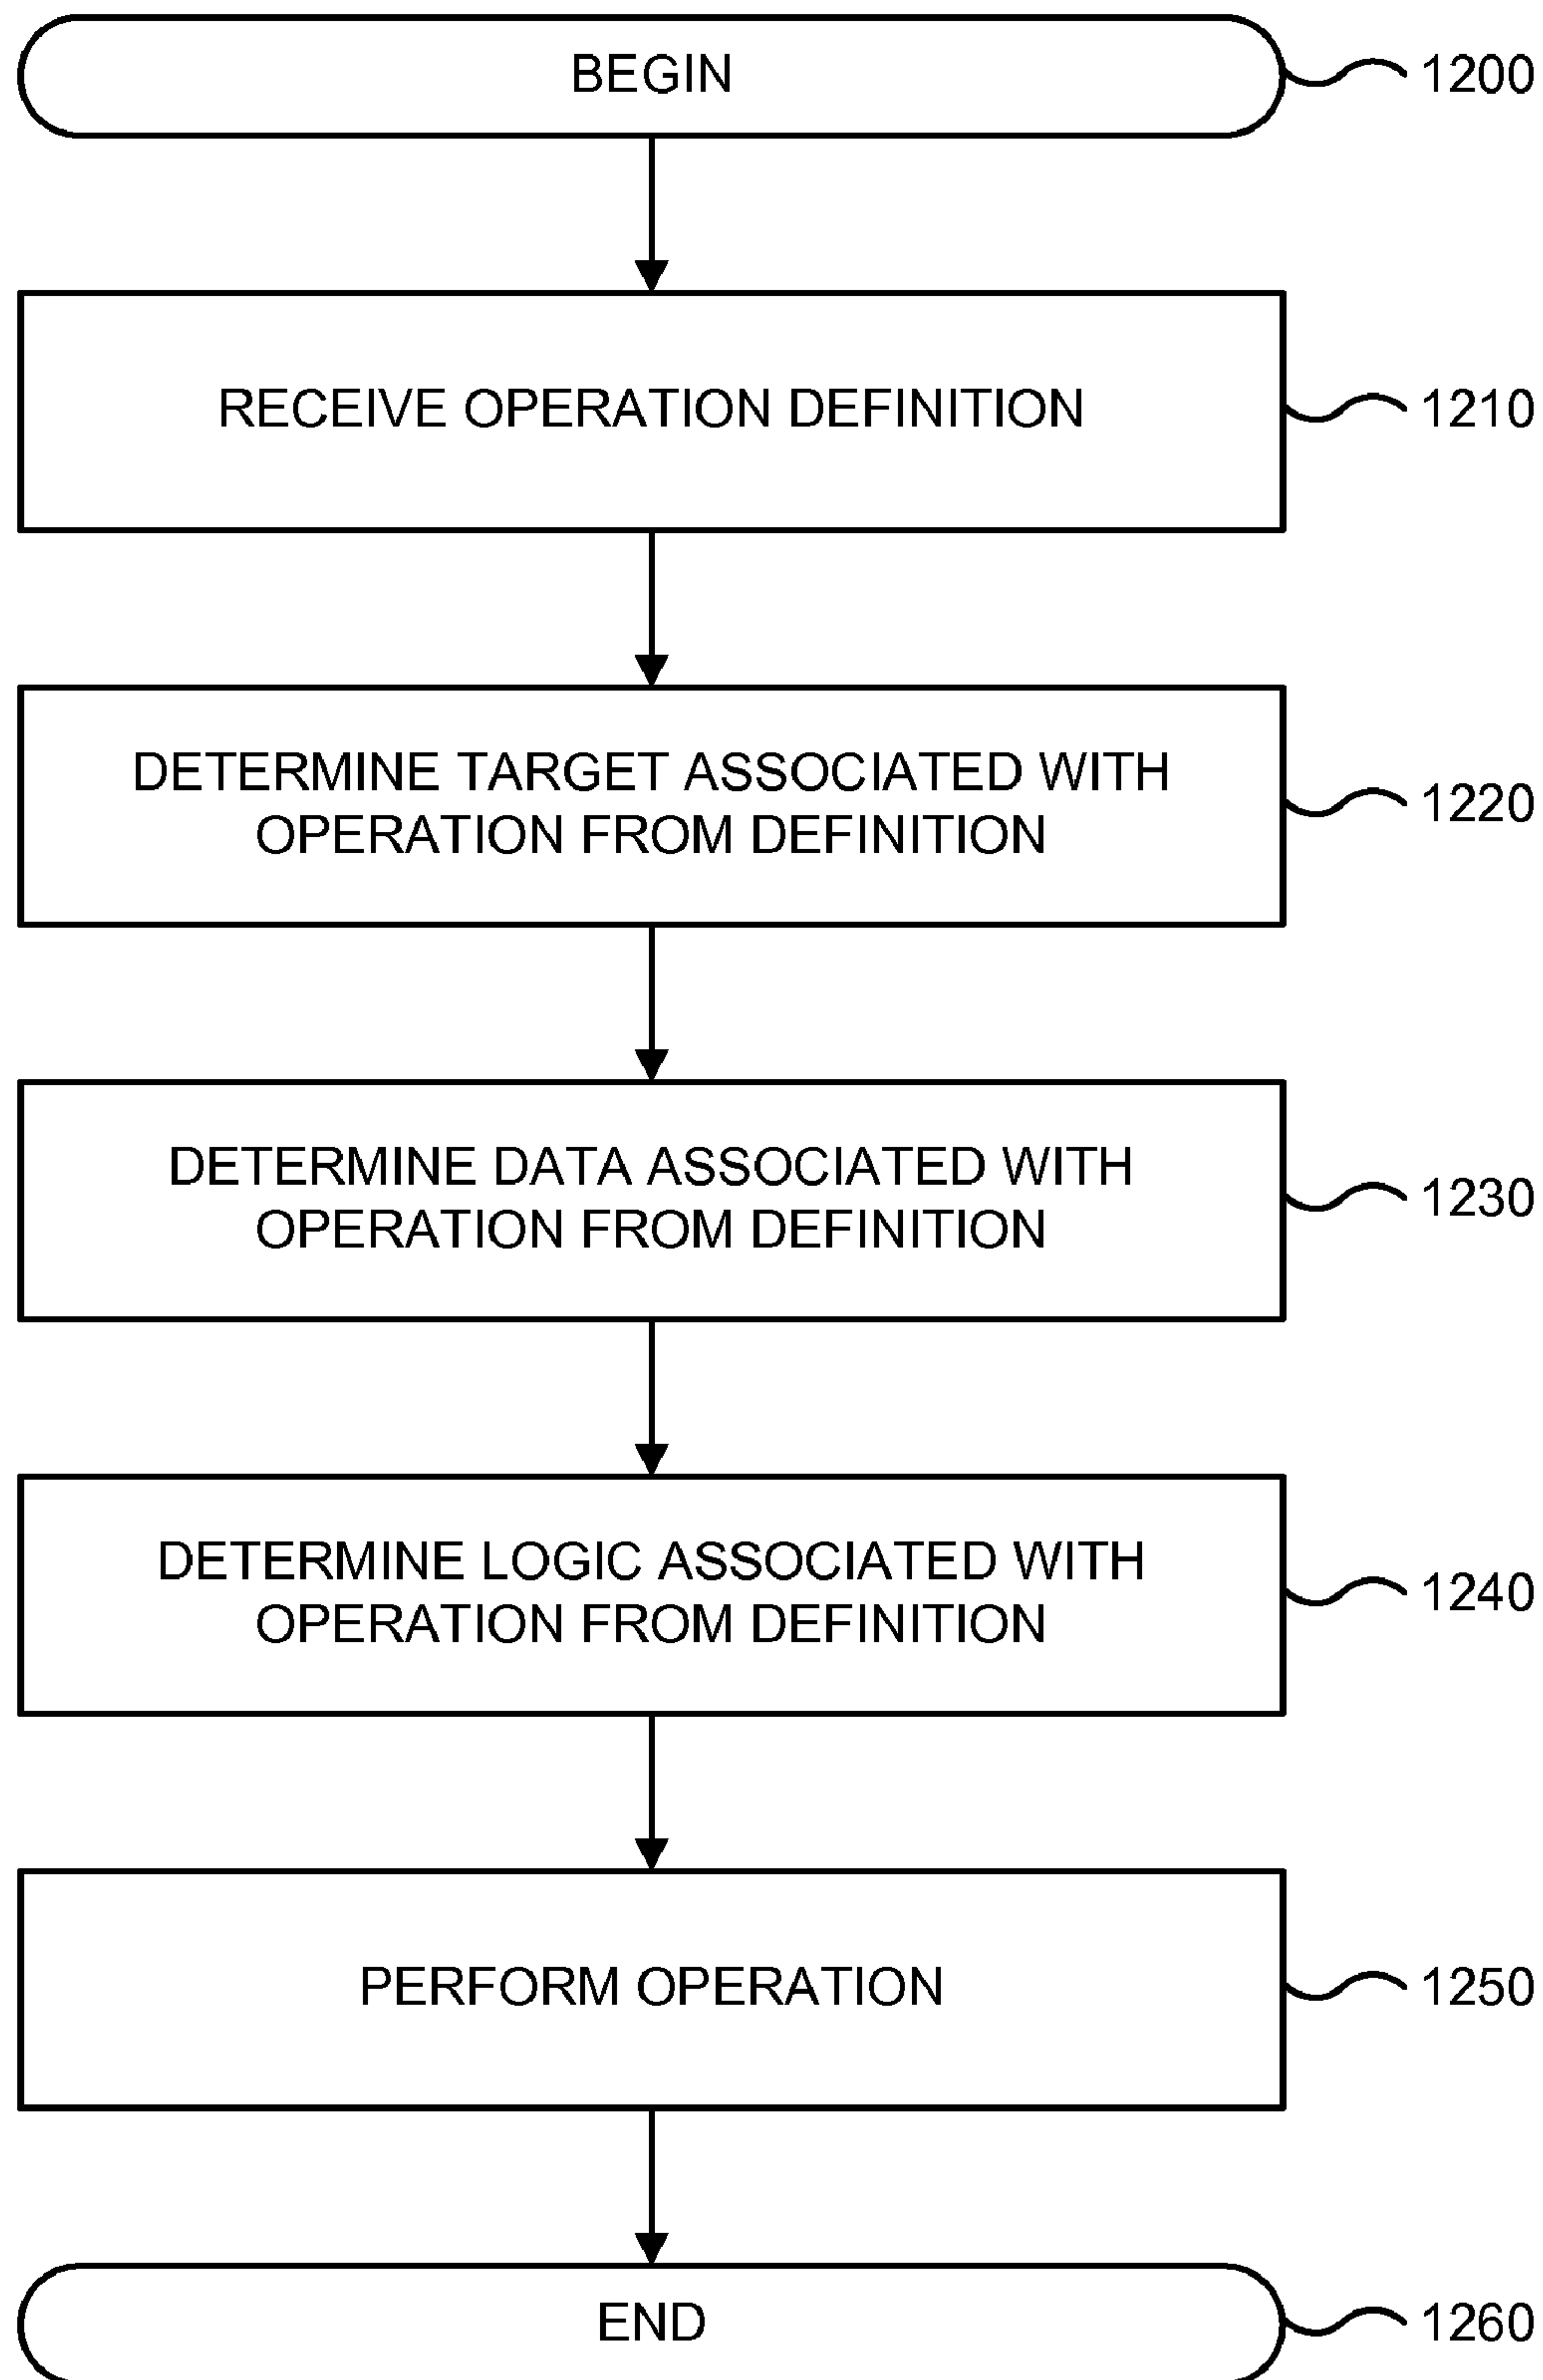 BEGIN
1200
RECEIVE OPERATION DEFINITION
1210
DETERMINE TARGET ASSOCIATED WITH
OPERATION FROM DEFINITION
1220
DETERMINE DATA ASSOCIATED WITH
OPERATION FROM DEFINITION
1230
DETERMINE LOGIC ASSOCIATED WITH
OPERATION FROM DEFINITION
1240
PERFORM OPERATION
1250
END
1260